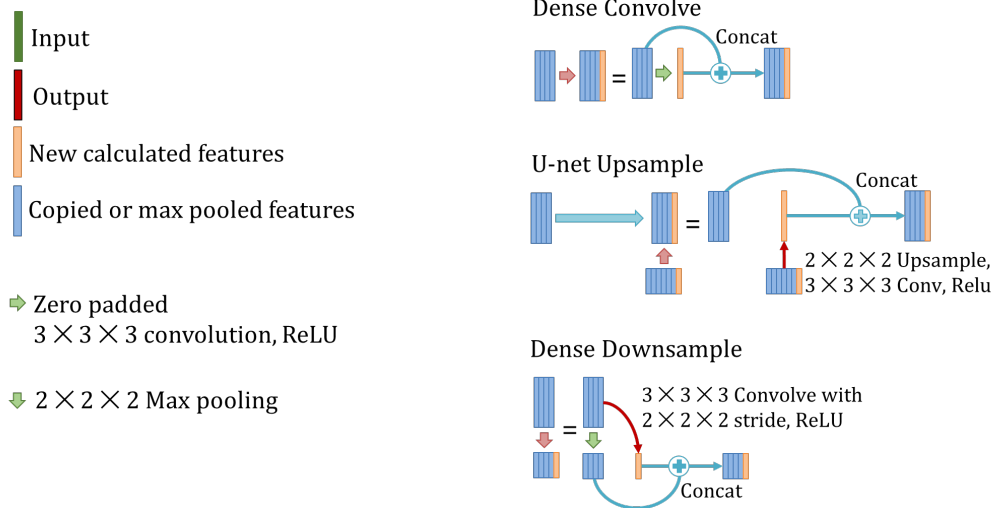 Input
Output
New calculated features
Copied or max pooled features
Zero padded
3 × 3 × 3 convolution, ReLU
2 × 2 × 2 Max pooling
Dense Convolve
Concat
=
U-net Upsample
Concat
=
2 × 2 × 2 Upsample,
3 × 3 × 3 Conv, Relu
Dense Downsample
3 × 3 × 3 Convolve with
2 × 2 × 2 stride, ReLU
=
Concat